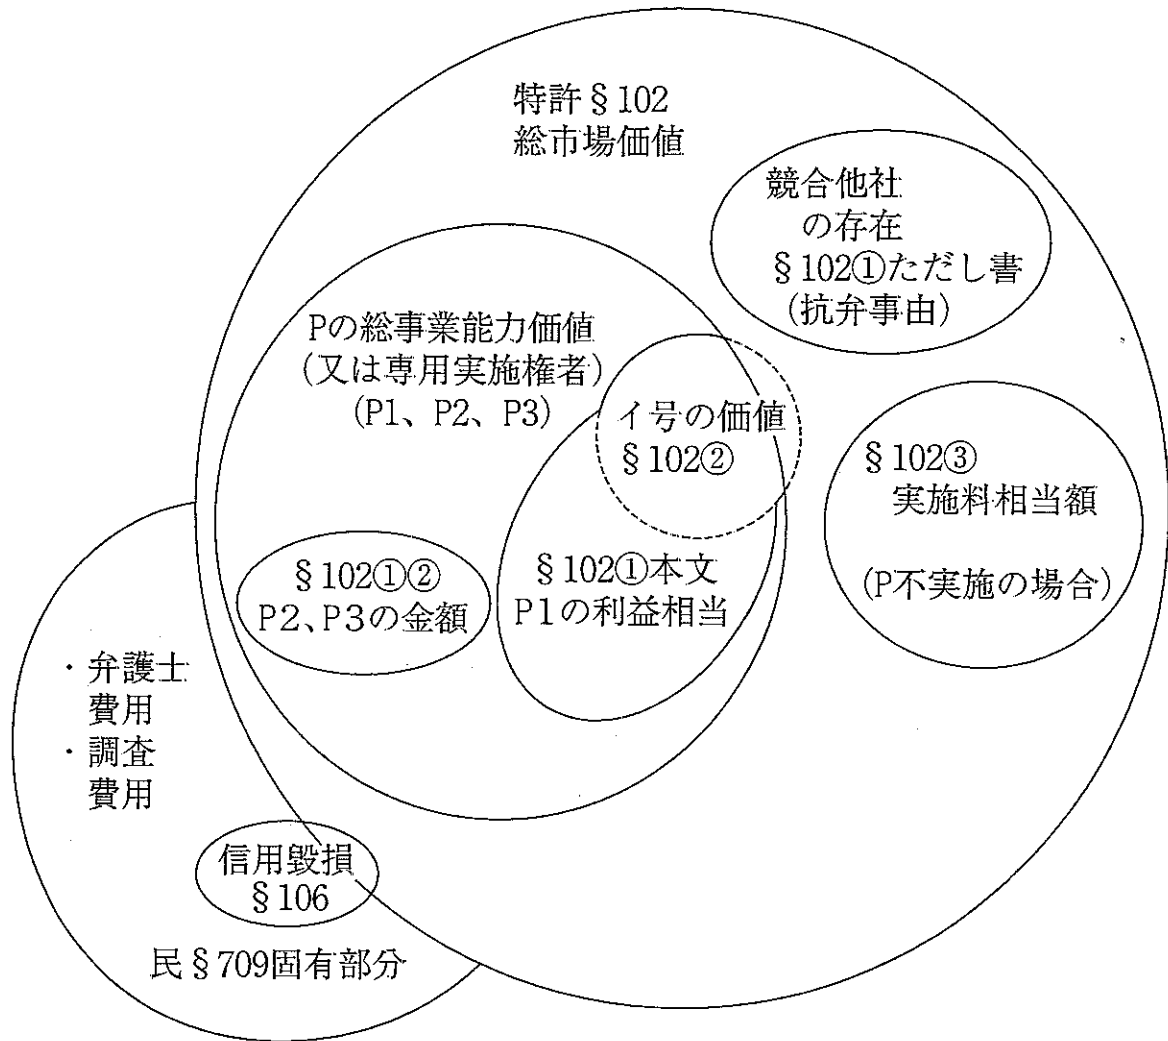 特許§102
総市場価値
競合他社
の存在
§102①ただし書
(抗弁事由)
Pの総事業能力価値
(又は専用実施権者)
(P1、P2、P3)
イ号の価値
§102②
§102③
実施料相当額
(P不実施の場合)
§102①②
P2、P3の金額
§102①本文
P1の利益相当
・弁護士
費用
・調査
費用
信用毀損
§106
民§709固有部分